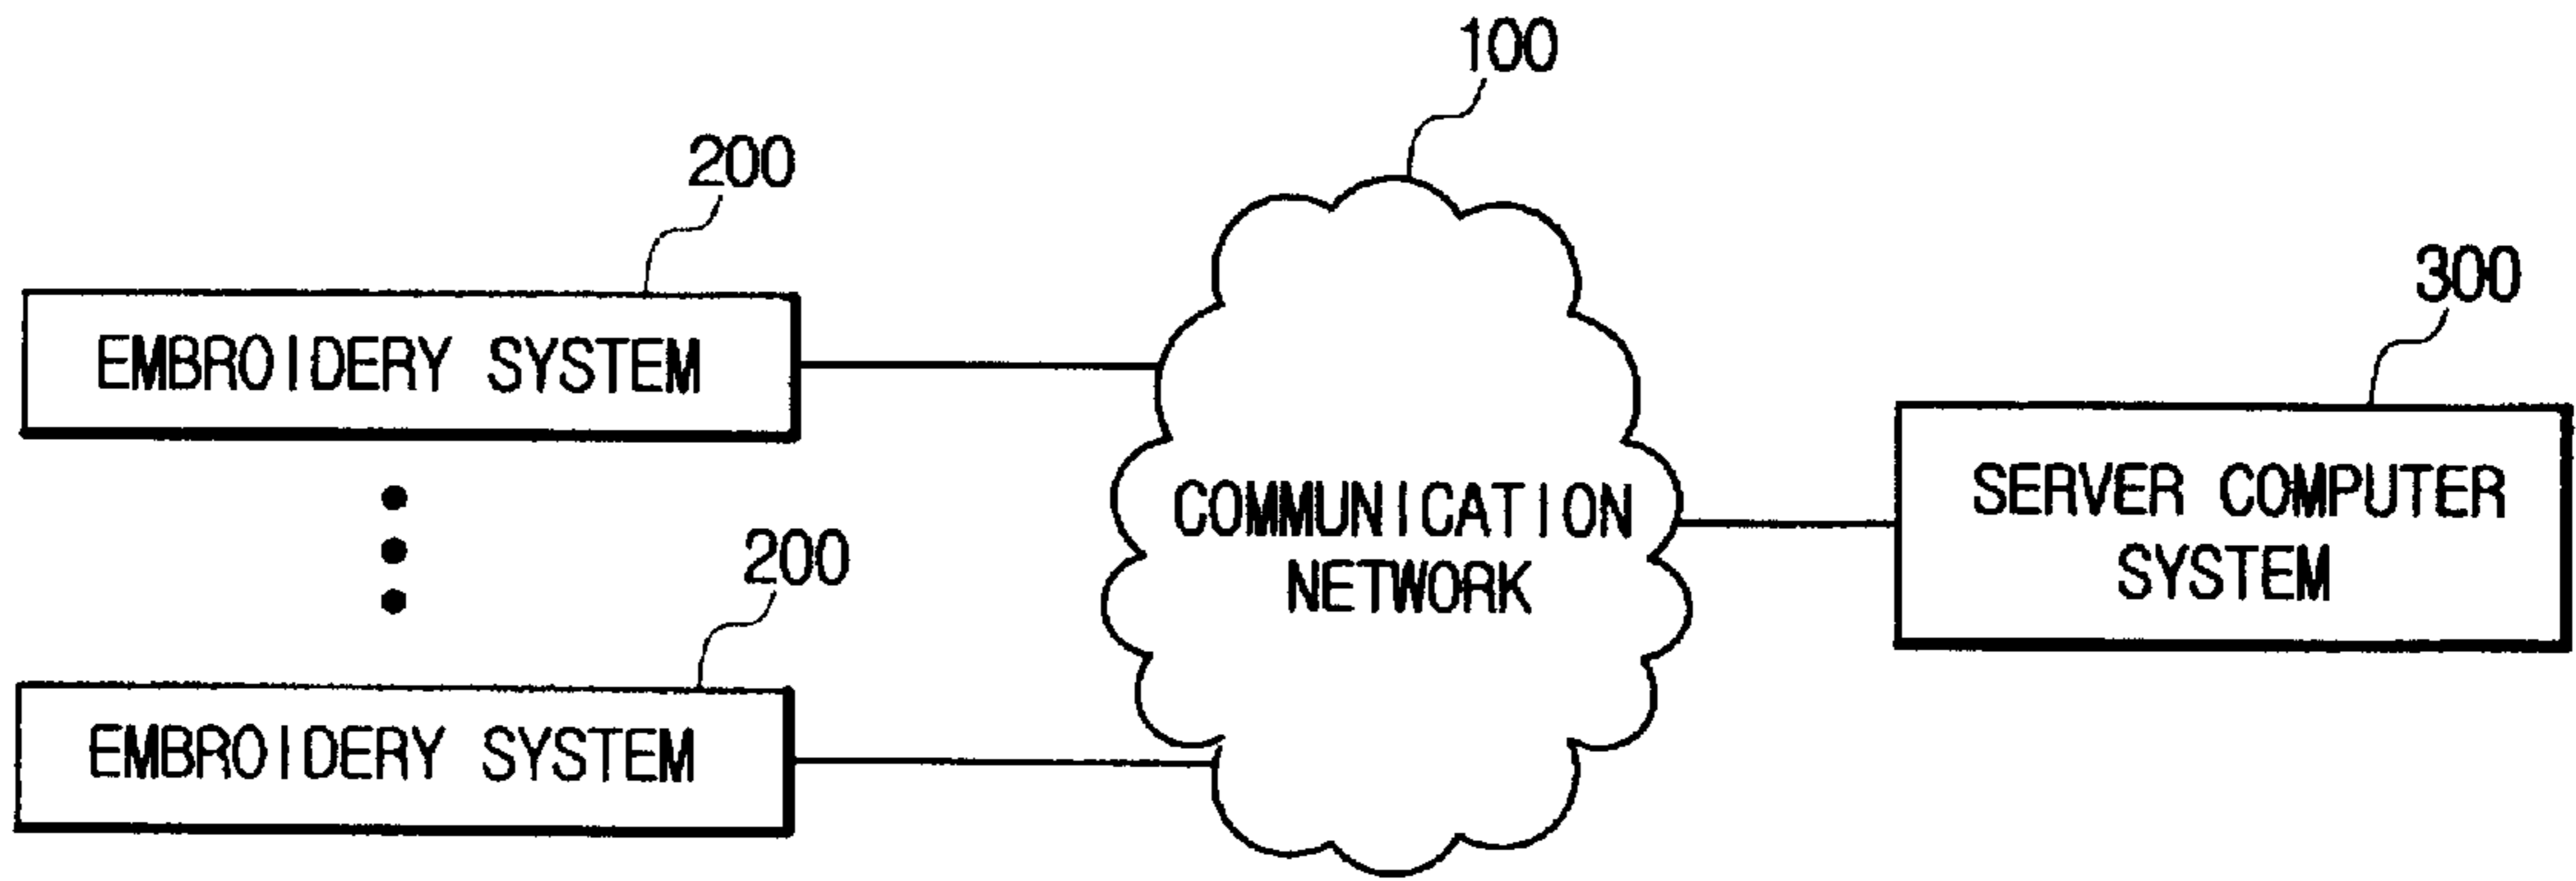 100
200
300
EMBROIDERY SYSTEM
SERVER COMPUTER
SYSTEM
COMMUNICATION
NETWORK
200
EMBROIDERY SYSTEM